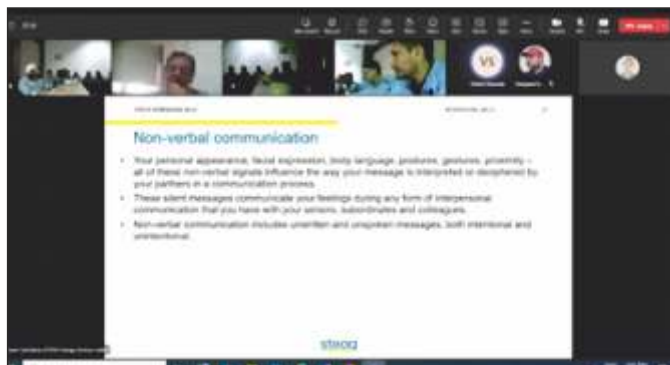 VS
Non-verbal communication
• Your personal appearance, facial expression, body language, postures, gestures, proximity –
all of these non-verbal signals influence the way your message is interpreted or deciphered by
your partners in a communication process.
• These silent messages communicate your feelings during any form of interpersonal
communication that you have with your seniors, subordinates and colleagues.
• Non-verbal communication includes unwritten and unspoken messages, both intentional and
unintentional.
steag